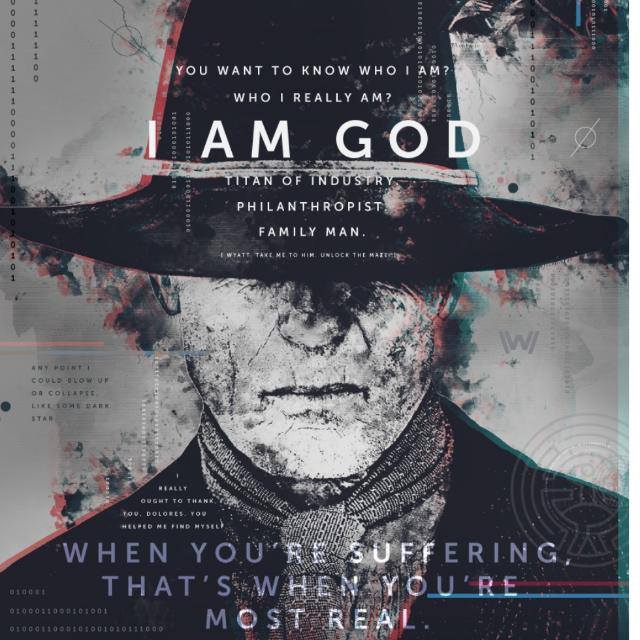 YOU WANT TO KNOW WHO I AM?
WHO I REALLY AM?
I AM GOD
TITAN OF INDUSTRY.
PHILANTHROPIST.
FAMILY MAN.
[ WYATT. TAKE ME TO HIM. UNLOCK THE MAZE!]
W
ANY POINT I
COULD BLOW UP
OR COLLAPSE,
LIKE SOME DARK
STAR.
I
REALLY
OUGHT TO THANK
YOU, DOLORES. YOU
HELPED ME FIND MYSELF
WHEN YOU'RE SUFFERING,
THAT'S WHEN YOU'RE
MOST REAL.
010001
0100011000101001